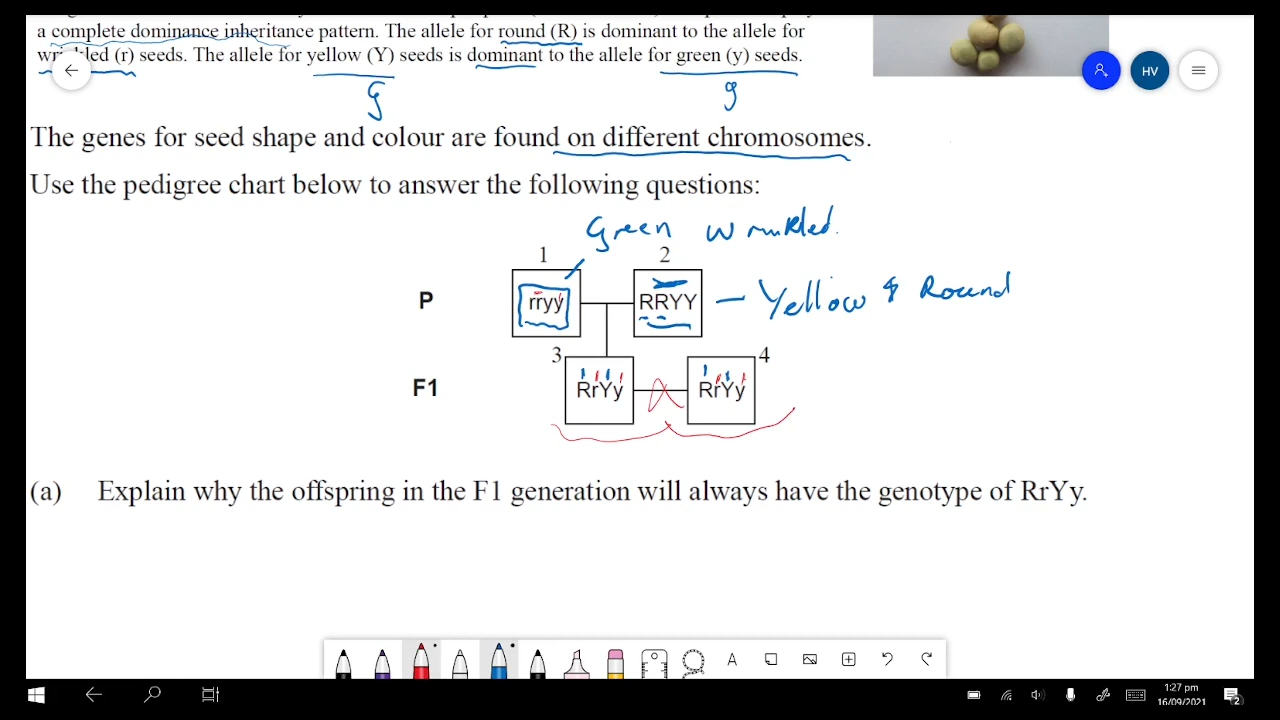 a complete dominance inheritance pattern. The allele for round (R) is dominant to the allele for
wrinkled (r) seeds. The allele for yellow (Y) seeds is dominant to the allele for green (y) seeds.
HV
The genes for seed shape and colour are found on different chromosomes.
Use the pedigree chart below to answer the following questions:
Green wrinkled.
1 2
P rryy RRYY - Yellow & Round
3 4
F1 RrYy RrYy
(a) Explain why the offspring in the F1 generation will always have the genotype of RrYy.
A
1:27 pm
16/09/2021
2